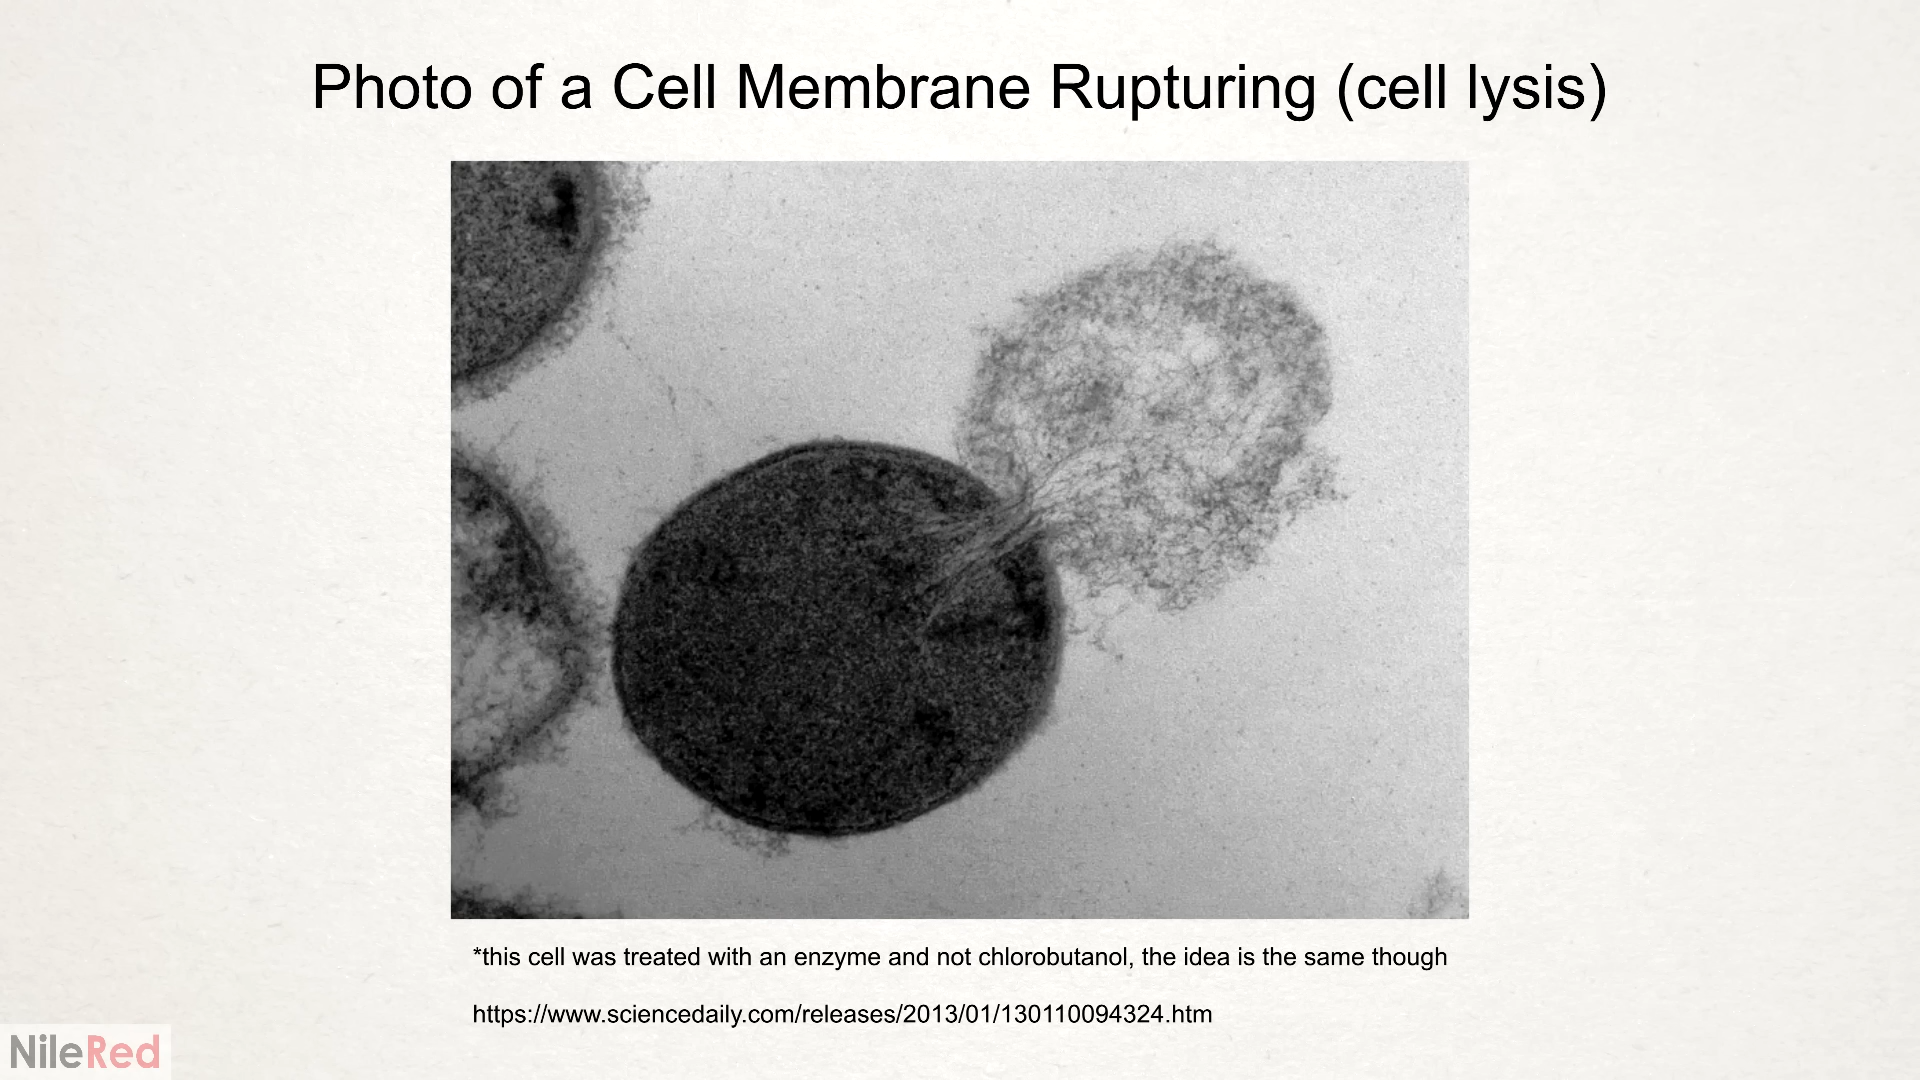 Photo of a Cell Membrane Rupturing (cell lysis)
*this cell was treated with an enzyme and not chlorobutanol, the idea is the same though
https://www.sciencedaily.com/releases/2013/01/130110094324.htm
NileRed